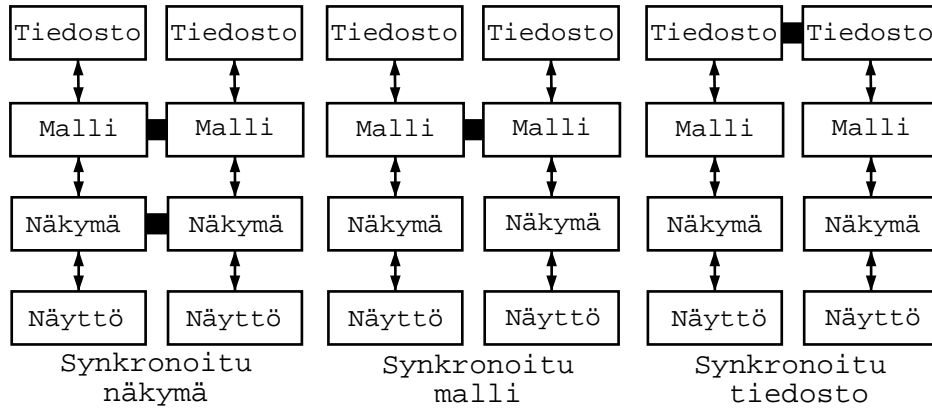 Tiedosto Tiedosto Tiedosto Tiedosto Tiedosto Tiedosto
Malli Malli Malli Malli Malli Malli
Näkymä Näkymä Näkymä Näkymä Näkymä Näkymä
Näyttö Näyttö Näyttö Näyttö Näyttö Näyttö
Synkronoitu Synkronoitu Synkronoitu
näkymä malli tiedosto